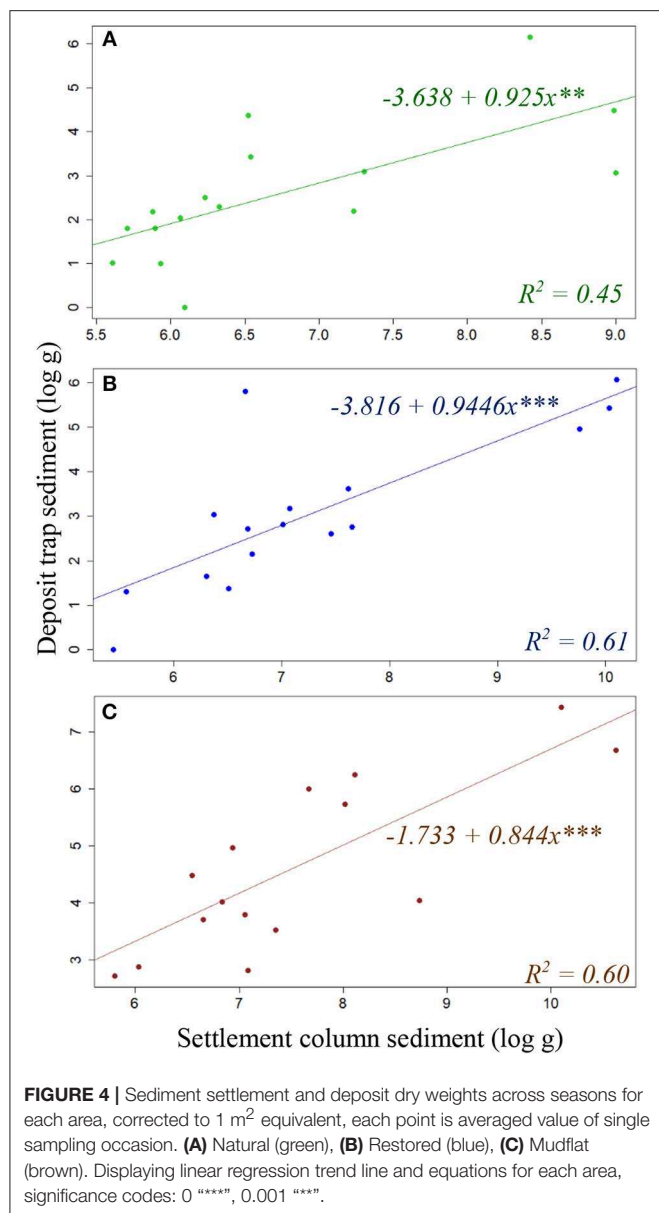 A
-3.638 + 0.925x**
R² = 0.45
0 1 2 3 4 5 6
5.5 6.0 6.5 7.0 7.5 8.0 8.5 9.0
B
-3.816 + 0.9446x***
R² = 0.61
0 1 2 3 4 5 6
6 7 8 9 10
Deposit trap sediment (log g)
C
-1.733 + 0.844x***
R² = 0.60
3 4 5 6 7
6 7 8 9 10
Settlement column sediment (log g)
FIGURE 4 | Sediment settlement and deposit dry weights across seasons for
each area, corrected to 1 m² equivalent, each point is averaged value of single
sampling occasion. (A) Natural (green), (B) Restored (blue), (C) Mudflat
(brown). Displaying linear regression trend line and equations for each area,
significance codes: 0 “***”, 0.001 “**”.